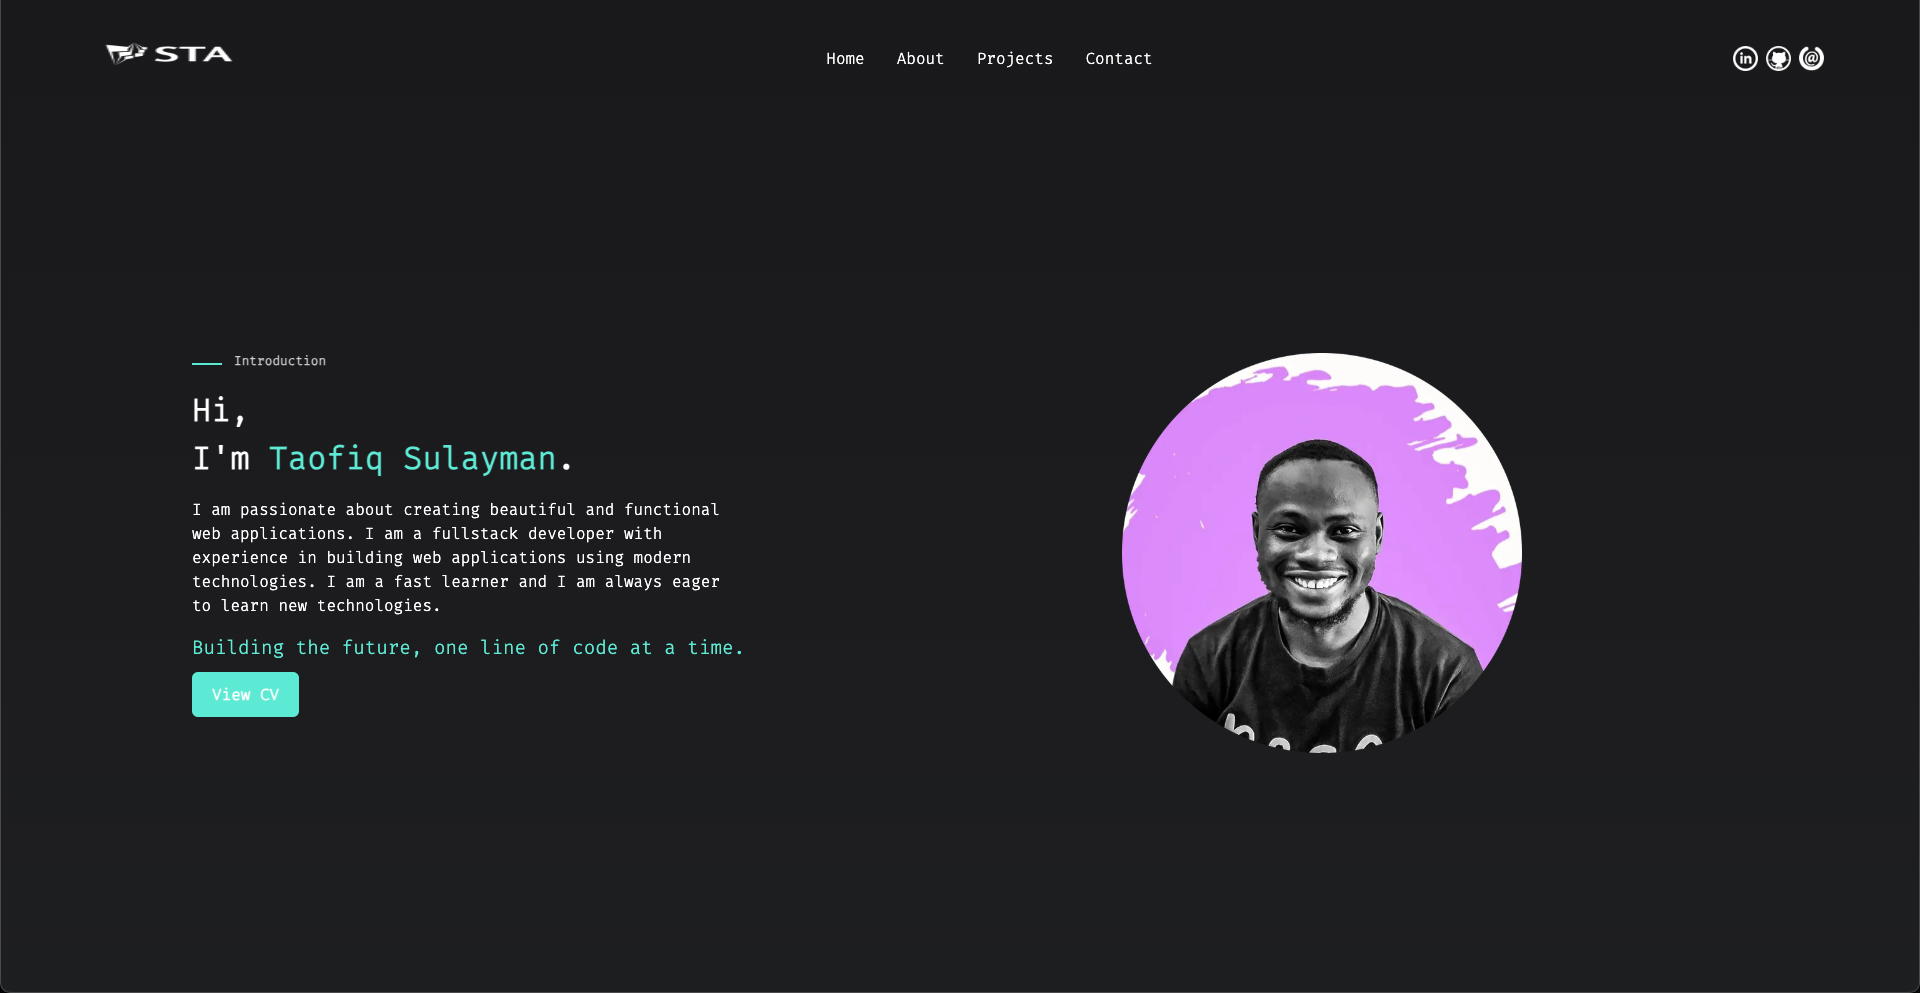 STA
Home About Projects Contact
in @
Introduction
Hi,
I'm Taofiq Sulayman.
I am passionate about creating beautiful and functional
web applications. I am a fullstack developer with
experience in building web applications using modern
technologies. I am a fast learner and I am always eager
to learn new technologies.
Building the future, one line of code at a time.
View CV